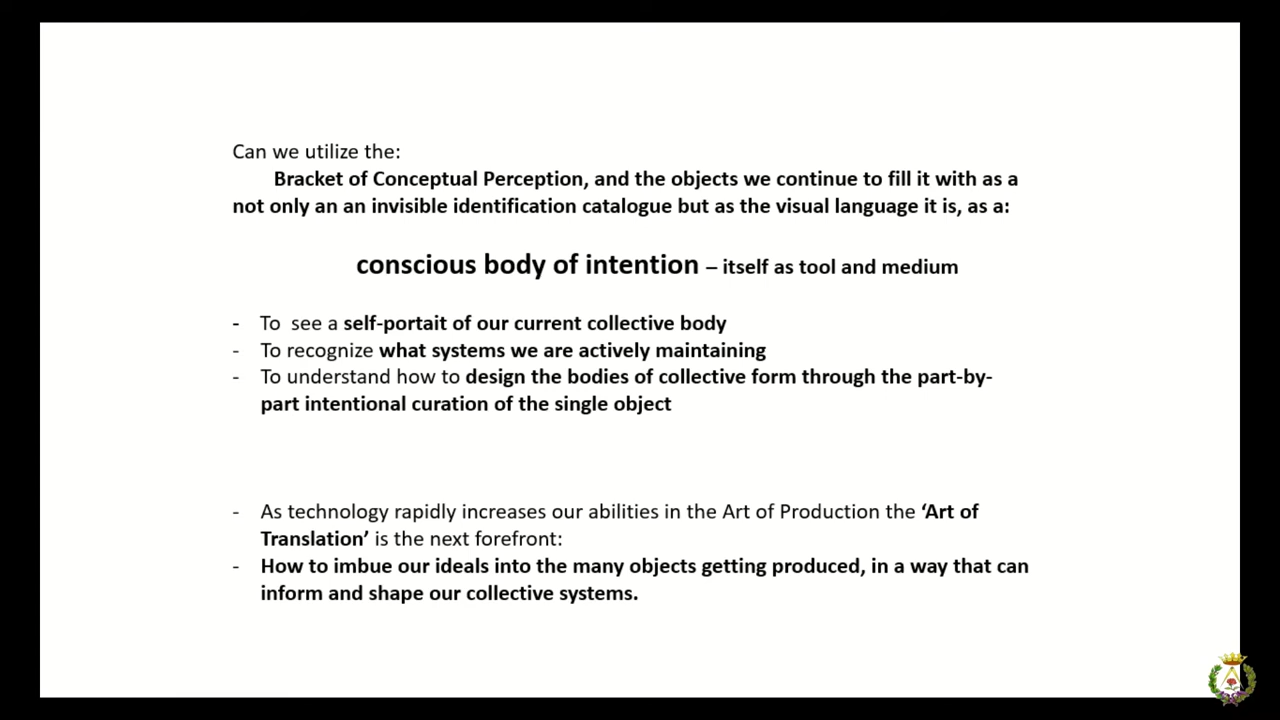 Can we utilize the:
Bracket of Conceptual Perception, and the objects we continue to fill it with as a
not only an an invisible identification catalogue but as the visual language it is, as a:
conscious body of intention – itself as tool and medium
- To see a self-portait of our current collective body
- To recognize what systems we are actively maintaining
- To understand how to design the bodies of collective form through the part-by-
part intentional curation of the single object
- As technology rapidly increases our abilities in the Art of Production the ‘Art of
Translation’ is the next forefront:
- How to imbue our ideals into the many objects getting produced, in a way that can
inform and shape our collective systems.